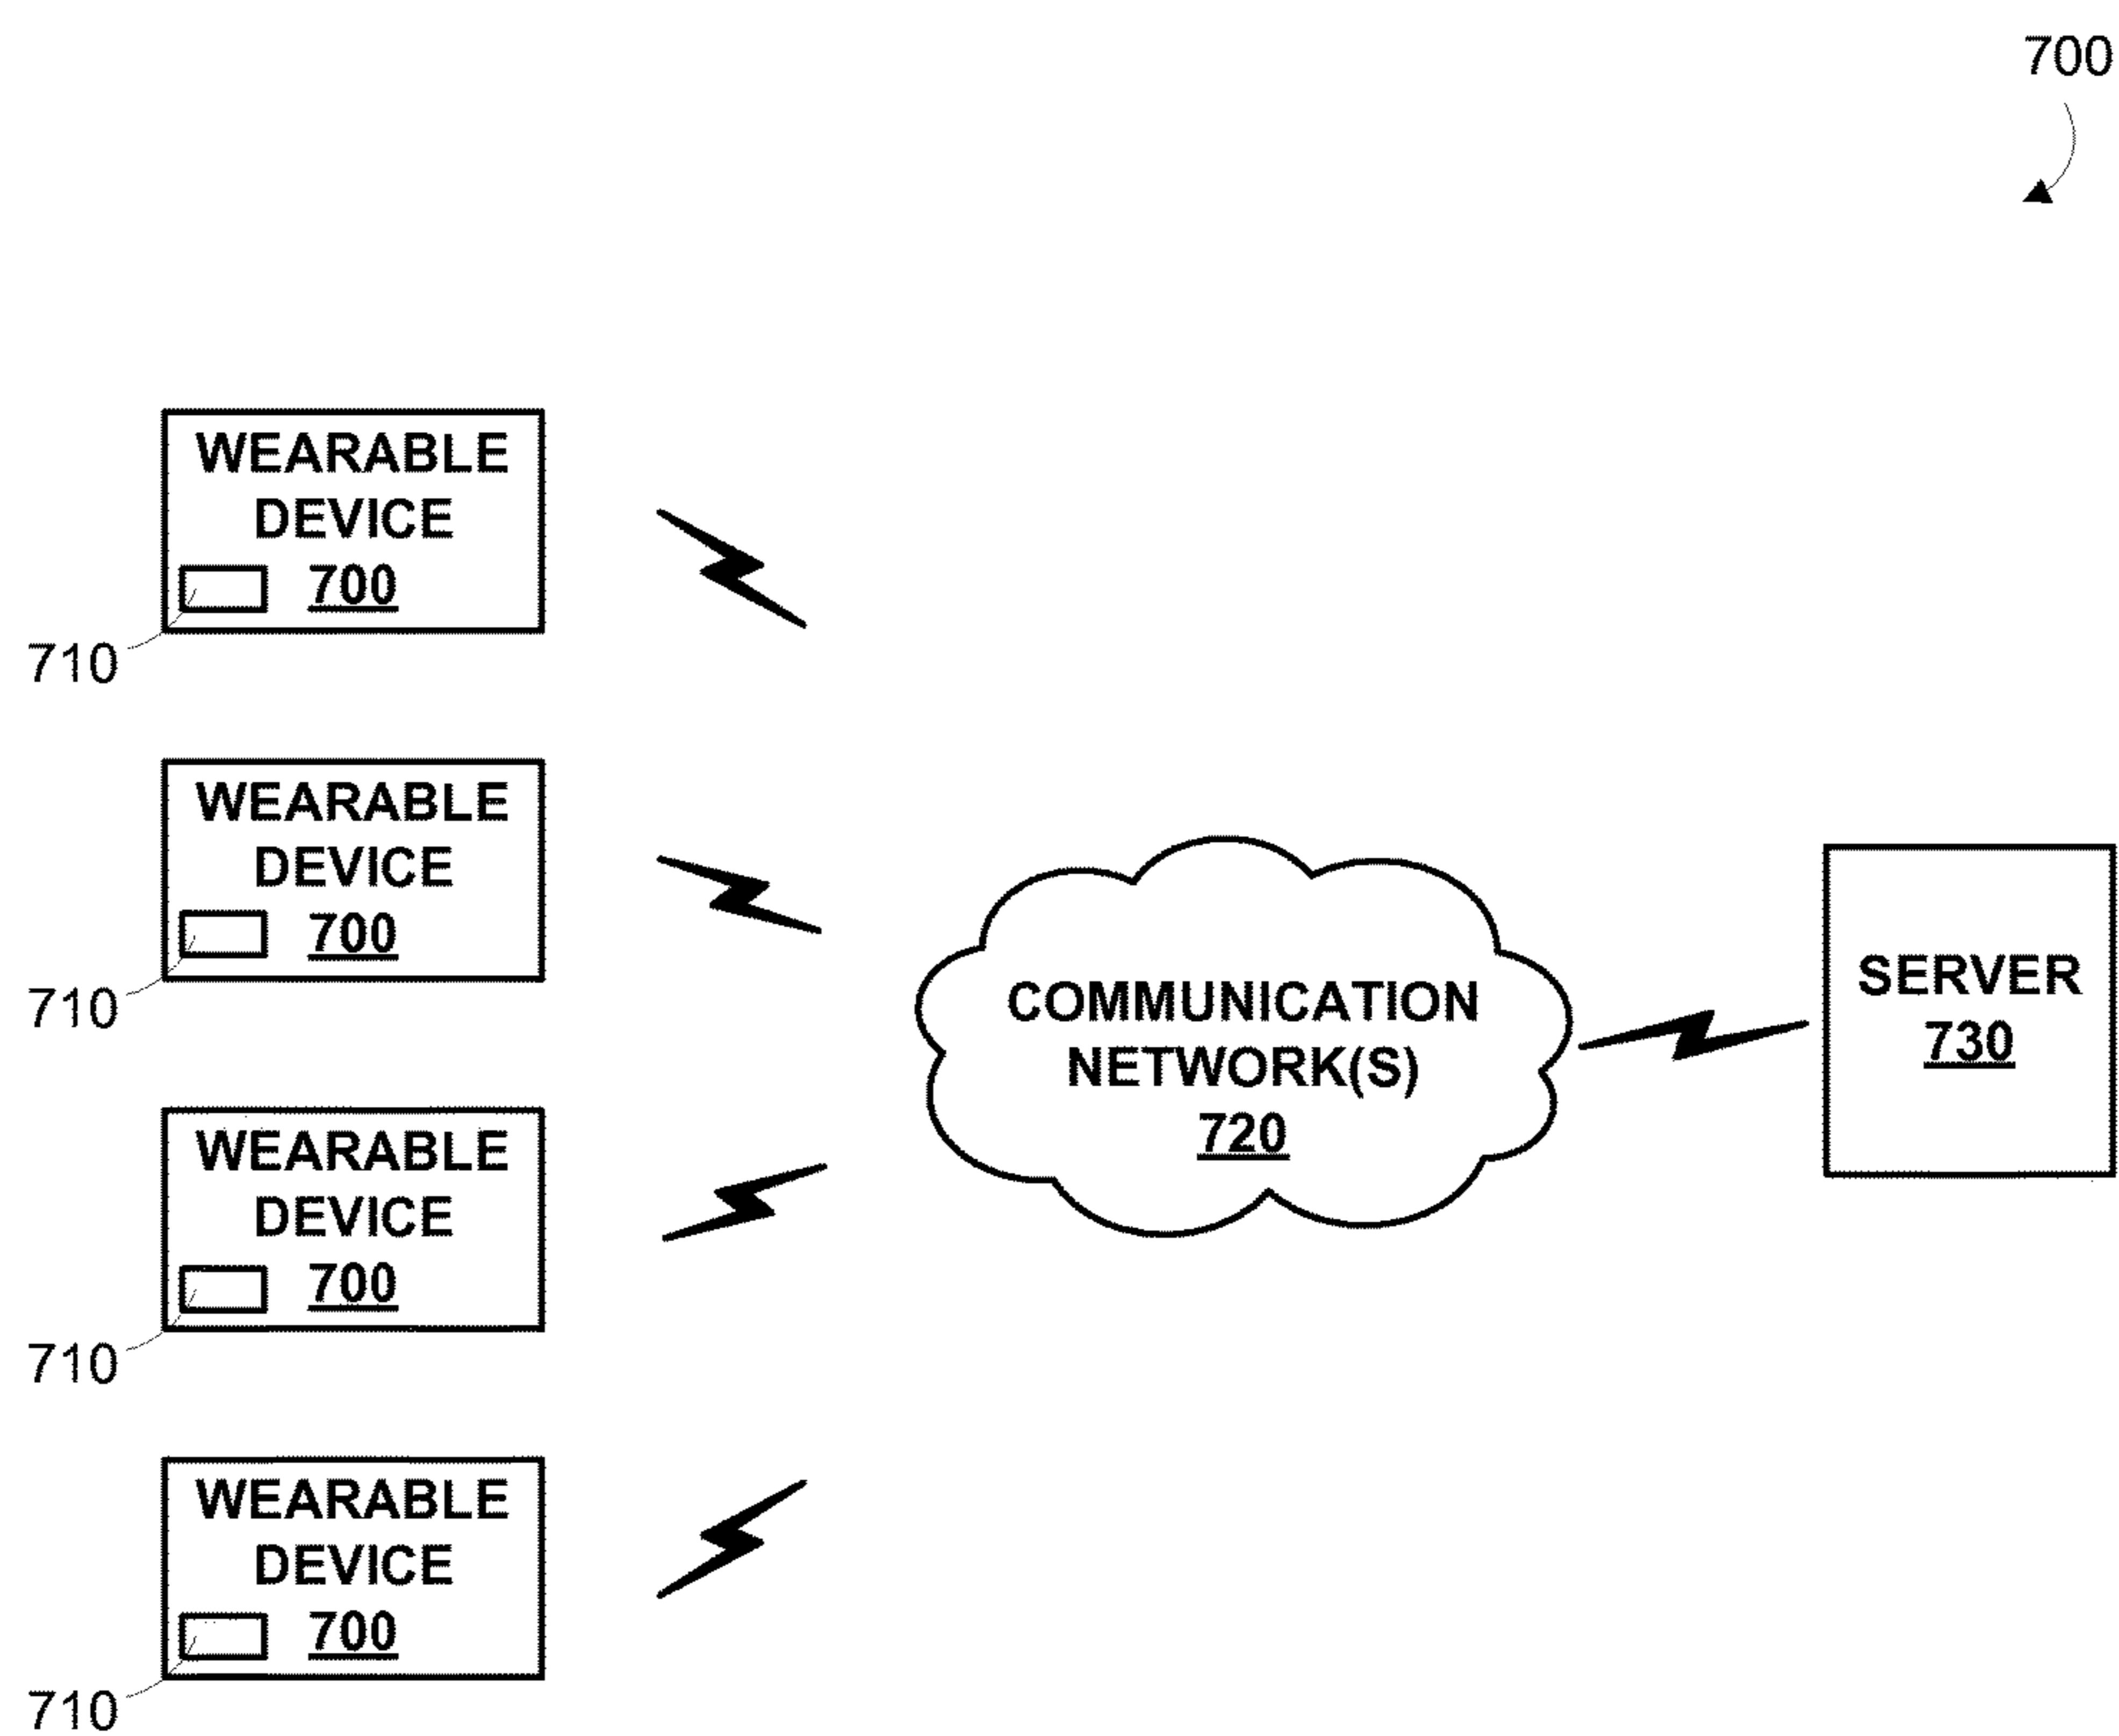 700
WEARABLE
DEVICE
700
710
WEARABLE
DEVICE
700
710
WEARABLE
DEVICE
700
710
WEARABLE
DEVICE
700
710
COMMUNICATION
NETWORK(S)
720
SERVER
730